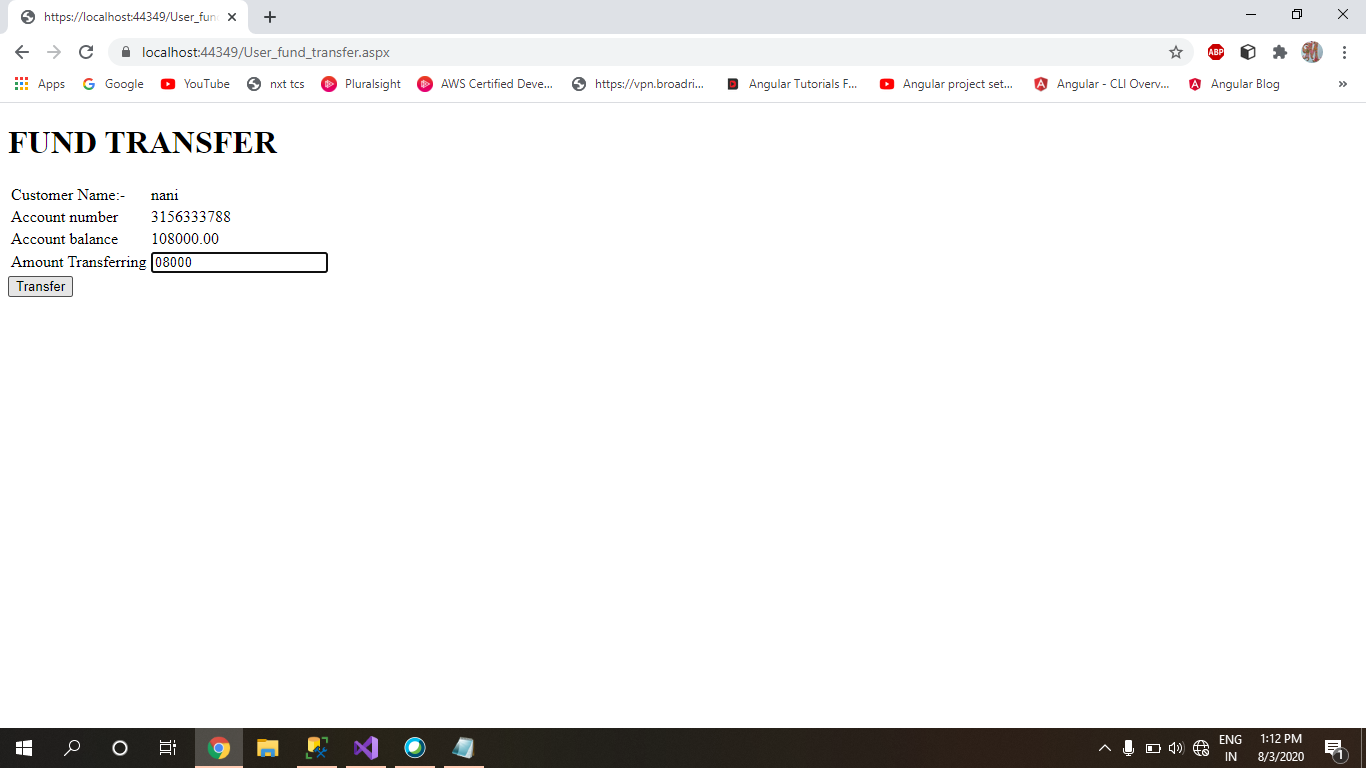 https://localhost:44349/User_fun
localhost:44349/User_fund_transfer.aspx
ABP
Apps Google YouTube nxt tcs Pluralsight AWS Certified Deve... https://vpn.broadri... Angular Tutorials F... Angular project set... Angular - CLI Overv... Angular Blog »
FUND TRANSFER
Customer Name:- nani
Account number 3156333788
Account balance 108000.00
Amount Transferring 08000
Transfer
ENG
IN
1:12 PM
8/3/2020
1